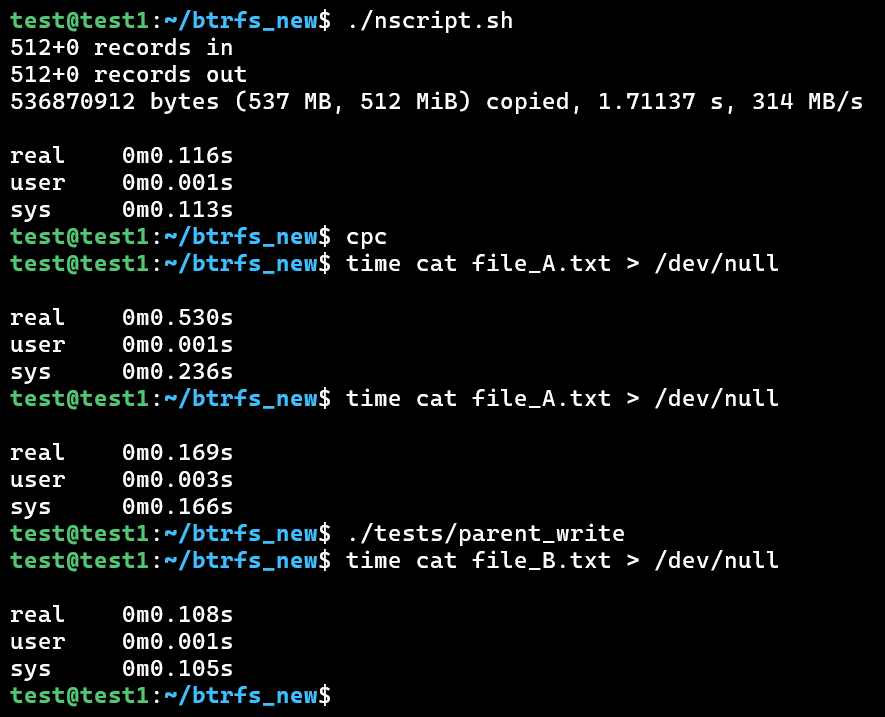 test@test1:~/btrfs_new$ ./nscript.sh
512+0 records in
512+0 records out
536870912 bytes (537 MB, 512 MiB) copied, 1.71137 s, 314 MB/s

real    0m0.116s
user    0m0.001s
sys     0m0.113s
test@test1:~/btrfs_new$ cpc
test@test1:~/btrfs_new$ time cat file_A.txt > /dev/null

real    0m0.530s
user    0m0.001s
sys     0m0.236s
test@test1:~/btrfs_new$ time cat file_A.txt > /dev/null

real    0m0.169s
user    0m0.003s
sys     0m0.166s
test@test1:~/btrfs_new$ ./tests/parent_write
test@test1:~/btrfs_new$ time cat file_B.txt > /dev/null

real    0m0.108s
user    0m0.001s
sys     0m0.105s
test@test1:~/btrfs_new$